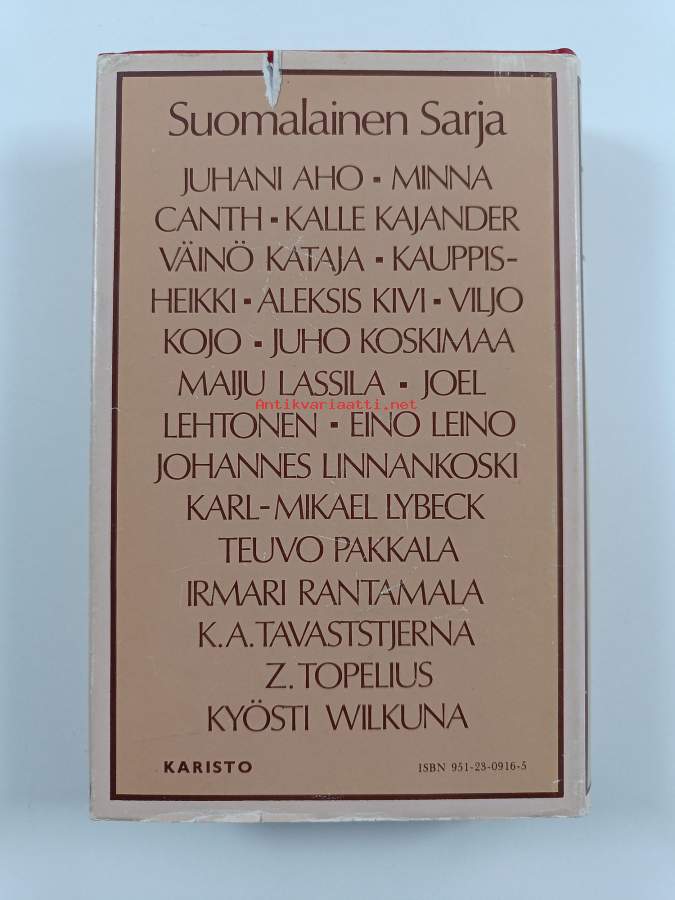 Suomalainen Sarja
JUHANI AHO ▪ MINNA
CANTH ▪ KALLE KAJANDER
VÄINÖ KATAJA ▪ KAUPPIS-
HEIKKI ▪ ALEKSIS KIVI ▪ VILJO
KOJO ▪ JUHO KOSKIMAA
MAIJU LASSILA ▪ JOEL
Antikvariaatti.net
LEHTONEN ▪ EINO LEINO
JOHANNES LINNANKOSKI
KARL-MIKAEL LYBECK
TEUVO PAKKALA
IRMARI RANTAMALA
K.A.TAVASTSTJERNA
Z.TOPELIUS
KYÖSTI WILKUNA
KARISTO
ISBN 951-23-0916-5